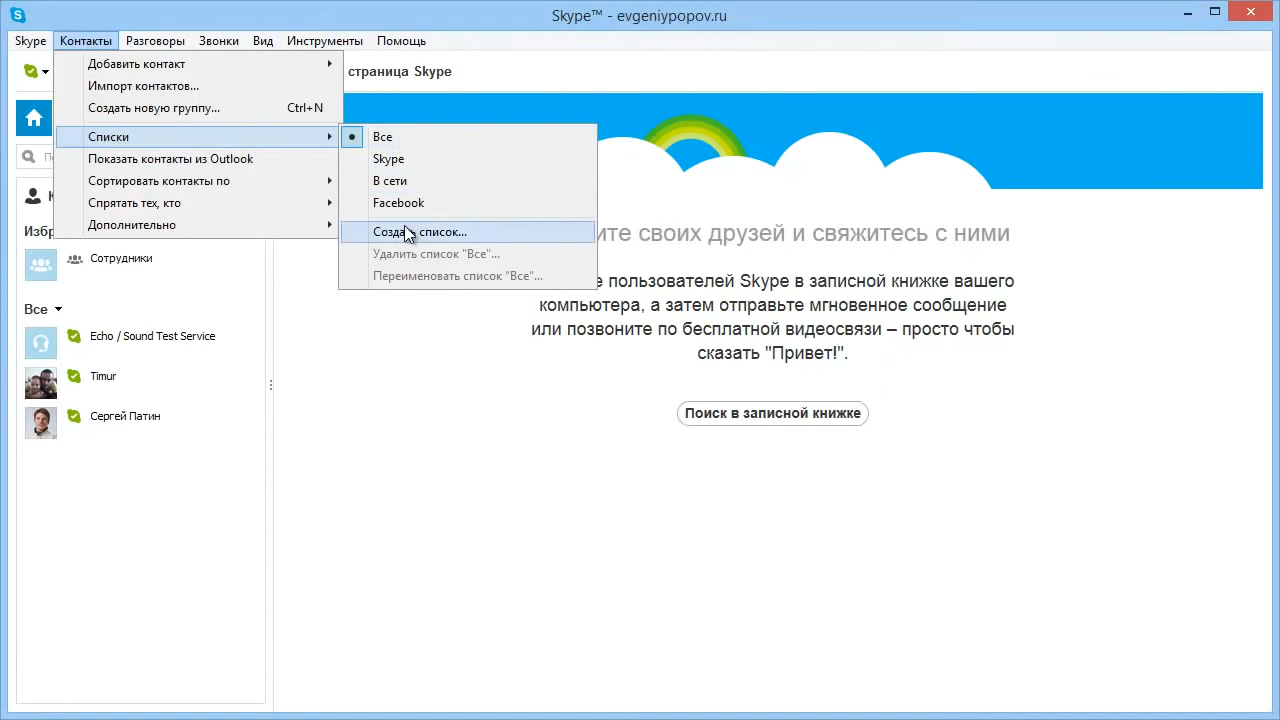 Skype™ - evgeniypopov.ru
Skype Контакты Разговоры Звонки Вид Инструменты Помощь
Добавить контакт
Импорт контактов...
Создать новую группу... Ctrl+N
Списки
Показать контакты из Outlook
Сортировать контакты по
Спрятать тех, кто
Дополнительно
Все
Skype
В сети
Facebook
список...
Удалить список "Все"...
Переименовать список "Все"...
страница Skype
Сотрудники
Все
Echo / Sound Test Service
Timur
Сергей Патин
своих друзей и свяжитесь с ними
пользователей Skype в записной книжке вашего
компьютера, а затем отправьте мгновенное сообщение
или позвоните по бесплатной видеосвязи – просто чтобы
сказать "Привет!".
Поиск в записной книжке